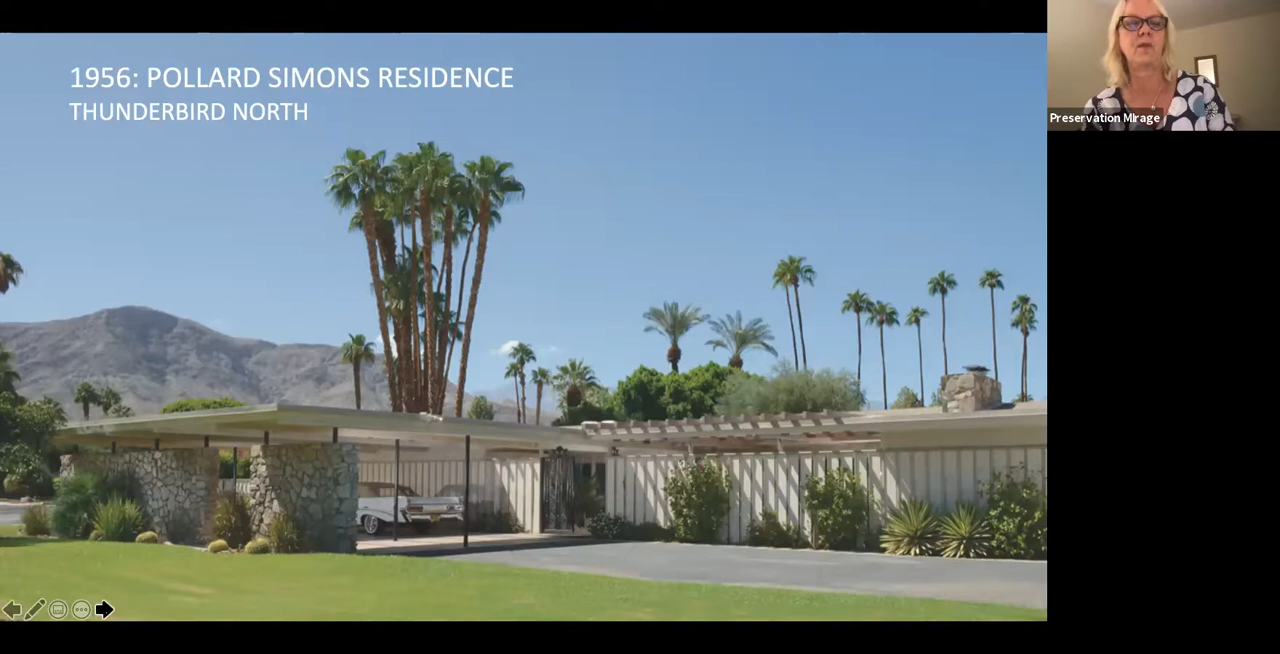 1956: POLLARD SIMONS RESIDENCE
THUNDERBIRD NORTH
Preservation MIrage